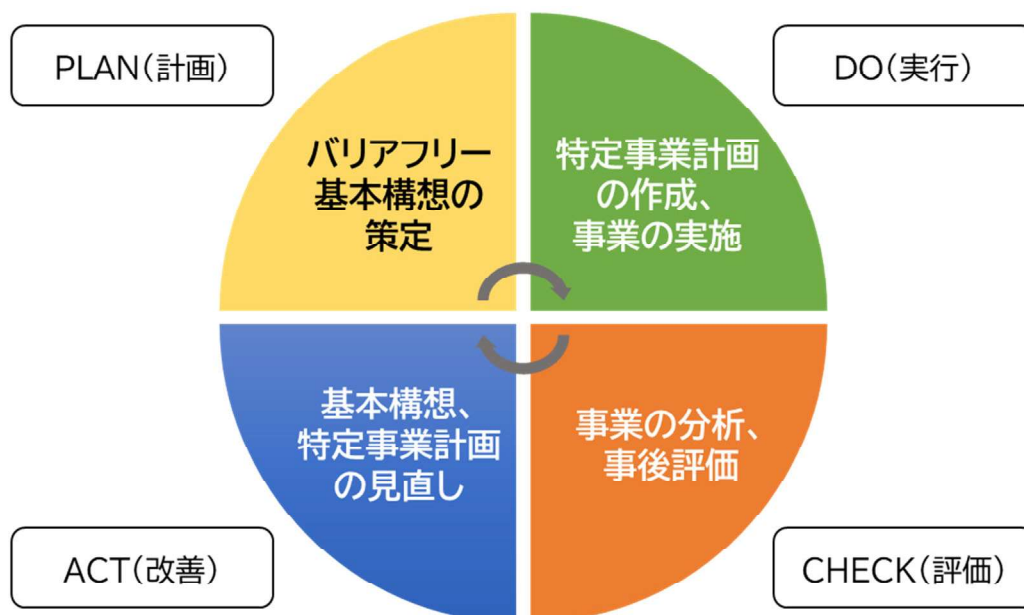 PLAN(計画)
DO(実行)
バリアフリー
基本構想の
策定
特定事業計画
の作成、
事業の実施
基本構想、
特定事業計画
の見直し
事業の分析、
事後評価
ACT(改善)
CHECK(評価)